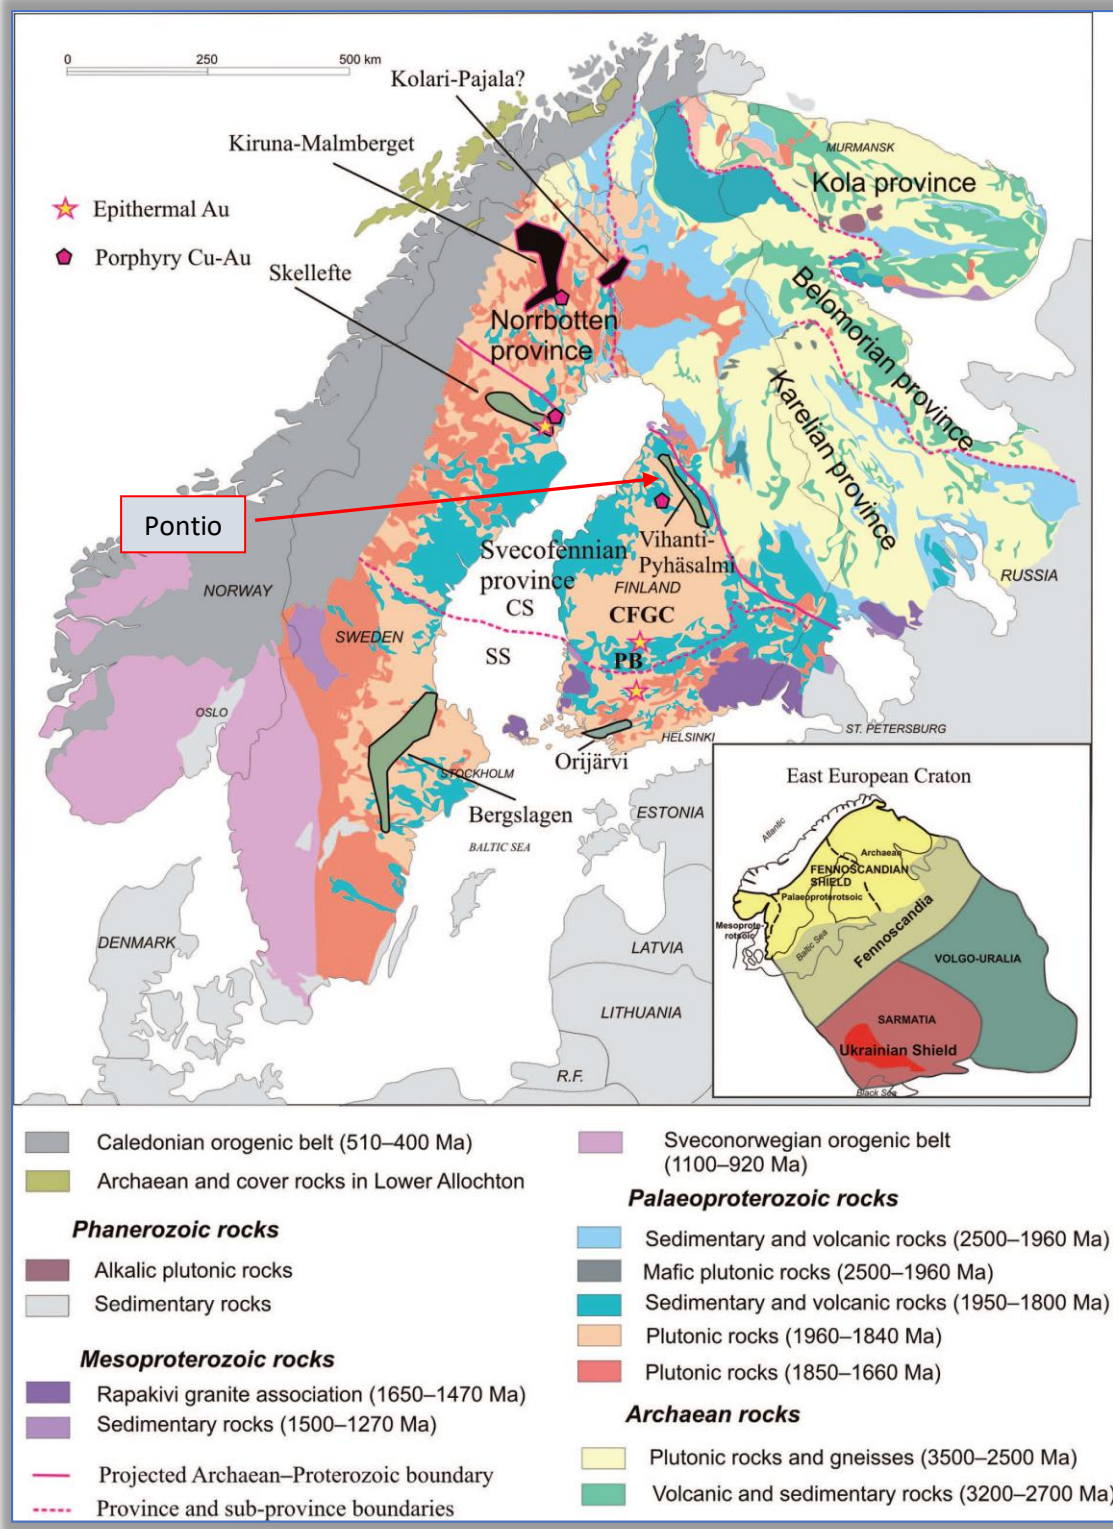 0 250 500 km
Kolari-Pajala?
Kiruna-Malmberget
MURMANSK
Kola province
Epithermal Au
Porphyry Cu-Au
Skellefte
Belomorian province
Norrbotten
province
Karelian province
Pontio
Vihanti-
Pyhäsalmi
Svecofennian
province
CS
FINLAND
RUSSIA
NORWAY
CFGC
SWEDEN
SS
PB
OSLO
HELSINKI
ST. PETERSBURG
Orijärvi
STOCKHOLM
Bergslagen
ESTONIA
BALTIC SEA
DENMARK
LATVIA
LITHUANIA
R.F.
East European Craton
Atlantic
Archaean
FENNOSCANDIAN
SHIELD
Palaeoproterotsoic
Mesoprote-
rotsoic
Baltic Sea
Fennoscandia
VOLGO-URALIA
SARMATIA
Ukrainian Shield
Black Sea
Caledonian orogenic belt (510–400 Ma)
Archaean and cover rocks in Lower Allochton
Phanerozoic rocks
Alkalic plutonic rocks
Sedimentary rocks
Mesoproterozoic rocks
Rapakivi granite association (1650–1470 Ma)
Sedimentary rocks (1500–1270 Ma)
Projected Archaean–Proterozoic boundary
Province and sub-province boundaries
Sveconorwegian orogenic belt
(1100–920 Ma)
Palaeoproterozoic rocks
Sedimentary and volcanic rocks (2500–1960 Ma)
Mafic plutonic rocks (2500–1960 Ma)
Sedimentary and volcanic rocks (1950–1800 Ma)
Plutonic rocks (1960–1840 Ma)
Plutonic rocks (1850–1660 Ma)
Archaean rocks
Plutonic rocks and gneisses (3500–2500 Ma)
Volcanic and sedimentary rocks (3200–2700 Ma)